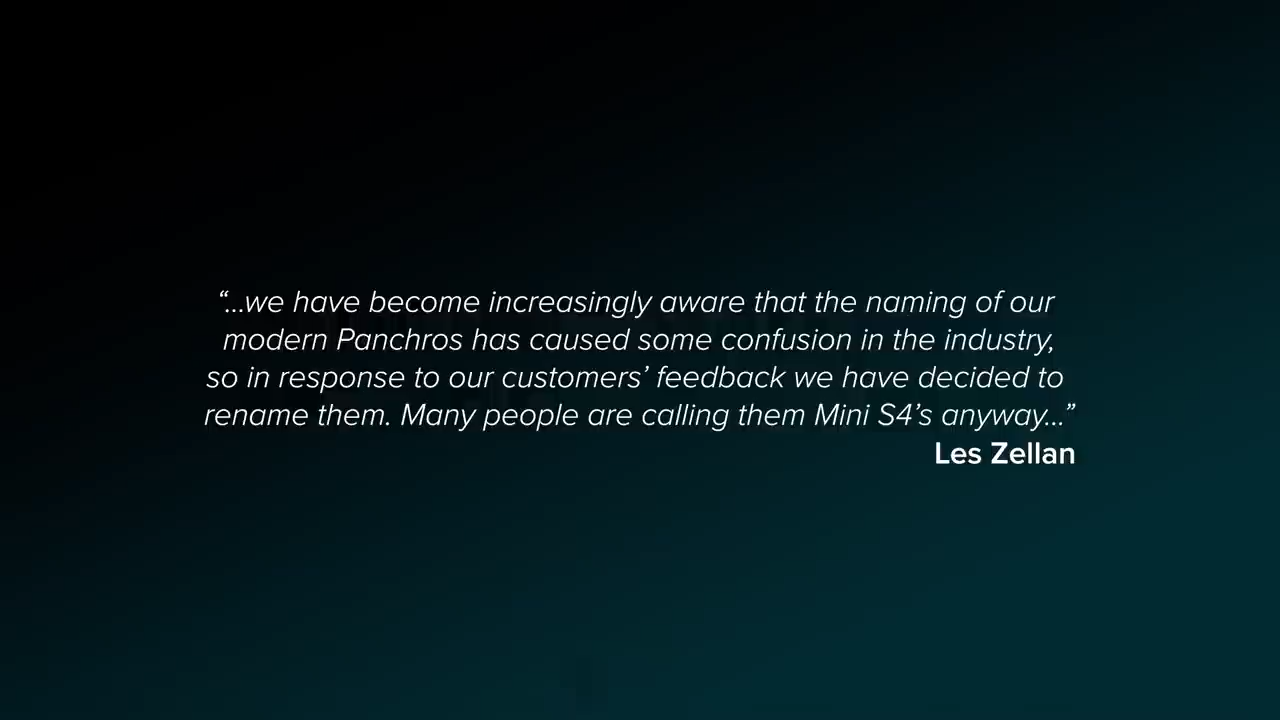 “...we have become increasingly aware that the naming of our
modern Panchros has caused some confusion in the industry,
so in response to our customers’ feedback we have decided to
rename them. Many people are calling them Mini S4’s anyway...”
Les Zellan